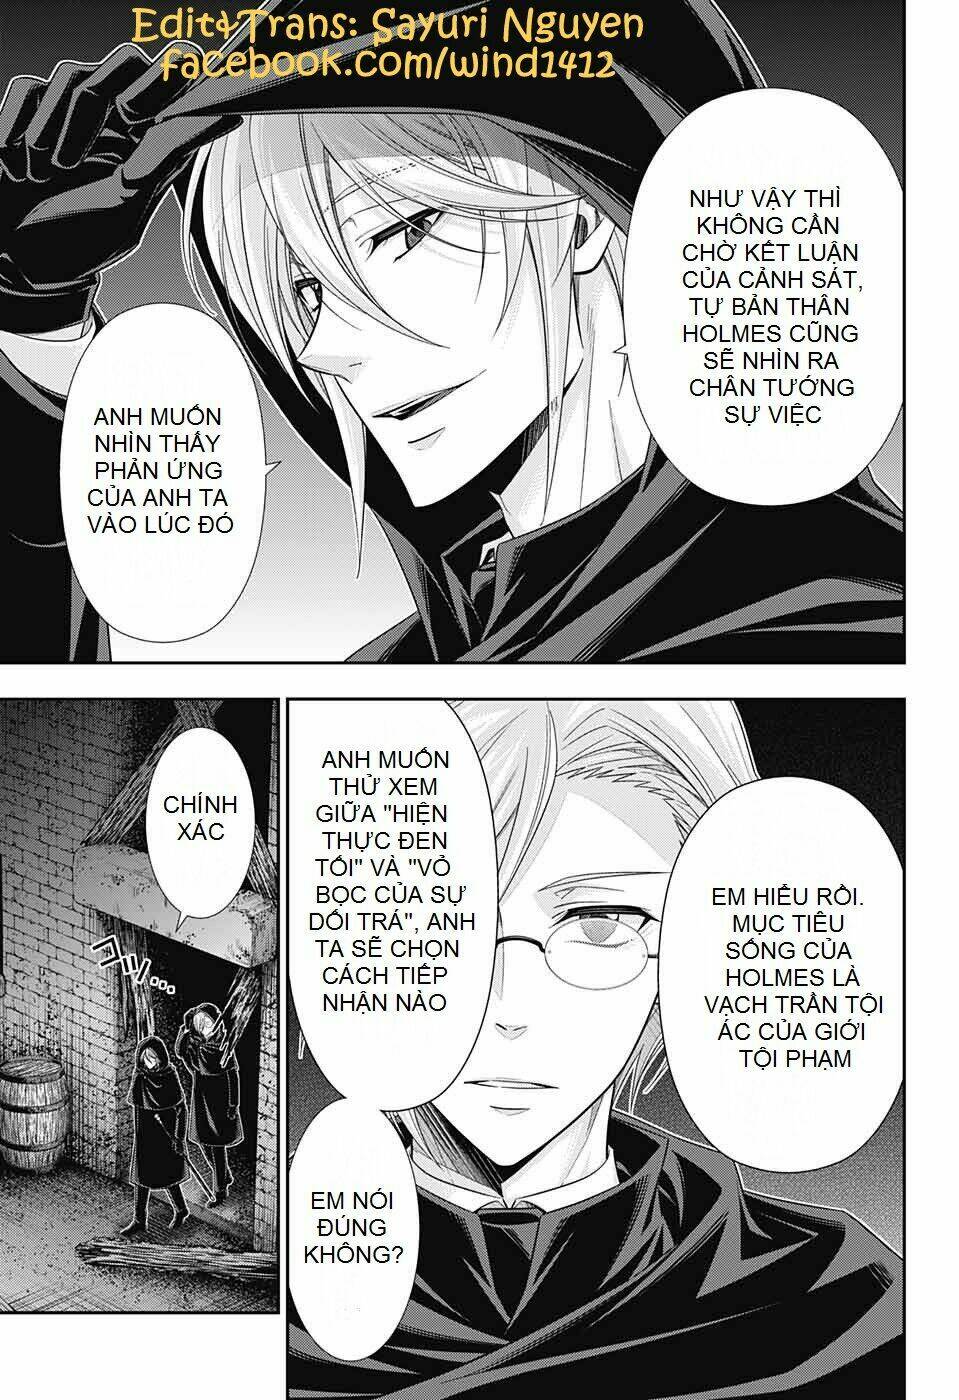 Edit&Trans: Sayuri Nguyen
facebook.com/wind1412
NHƯ VẬY THÌ
KHÔNG CẦN
CHỜ KẾT LUẬN
CỦA CẢNH SÁT,
TỰ BẢN THÂN
HOLMES CŨNG
SẼ NHÌN RA
CHÂN TƯỚNG
SỰ VIỆC
ANH MUỐN
NHÌN THẤY
PHẢN ỨNG
CỦA ANH TA
VÀO LÚC ĐÓ
EM HIỂU RỒI.
MỤC TIÊU
SỐNG CỦA
HOLMES LÀ
VẠCH TRẦN TỘI
ÁC CỦA GIỚI
TỘI PHẠM
ANH MUỐN
THỬ XEM
GIỮA "HIỆN
THỰC ĐEN
TỐI" VÀ "VỎ
BỌC CỦA SỰ
DỐI TRÁ", ANH
TA SẼ CHỌN
CÁCH TIẾP
NHẬN NÀO
EM NÓI
ĐÚNG
KHÔNG?
CHÍNH
XÁC
コツ…